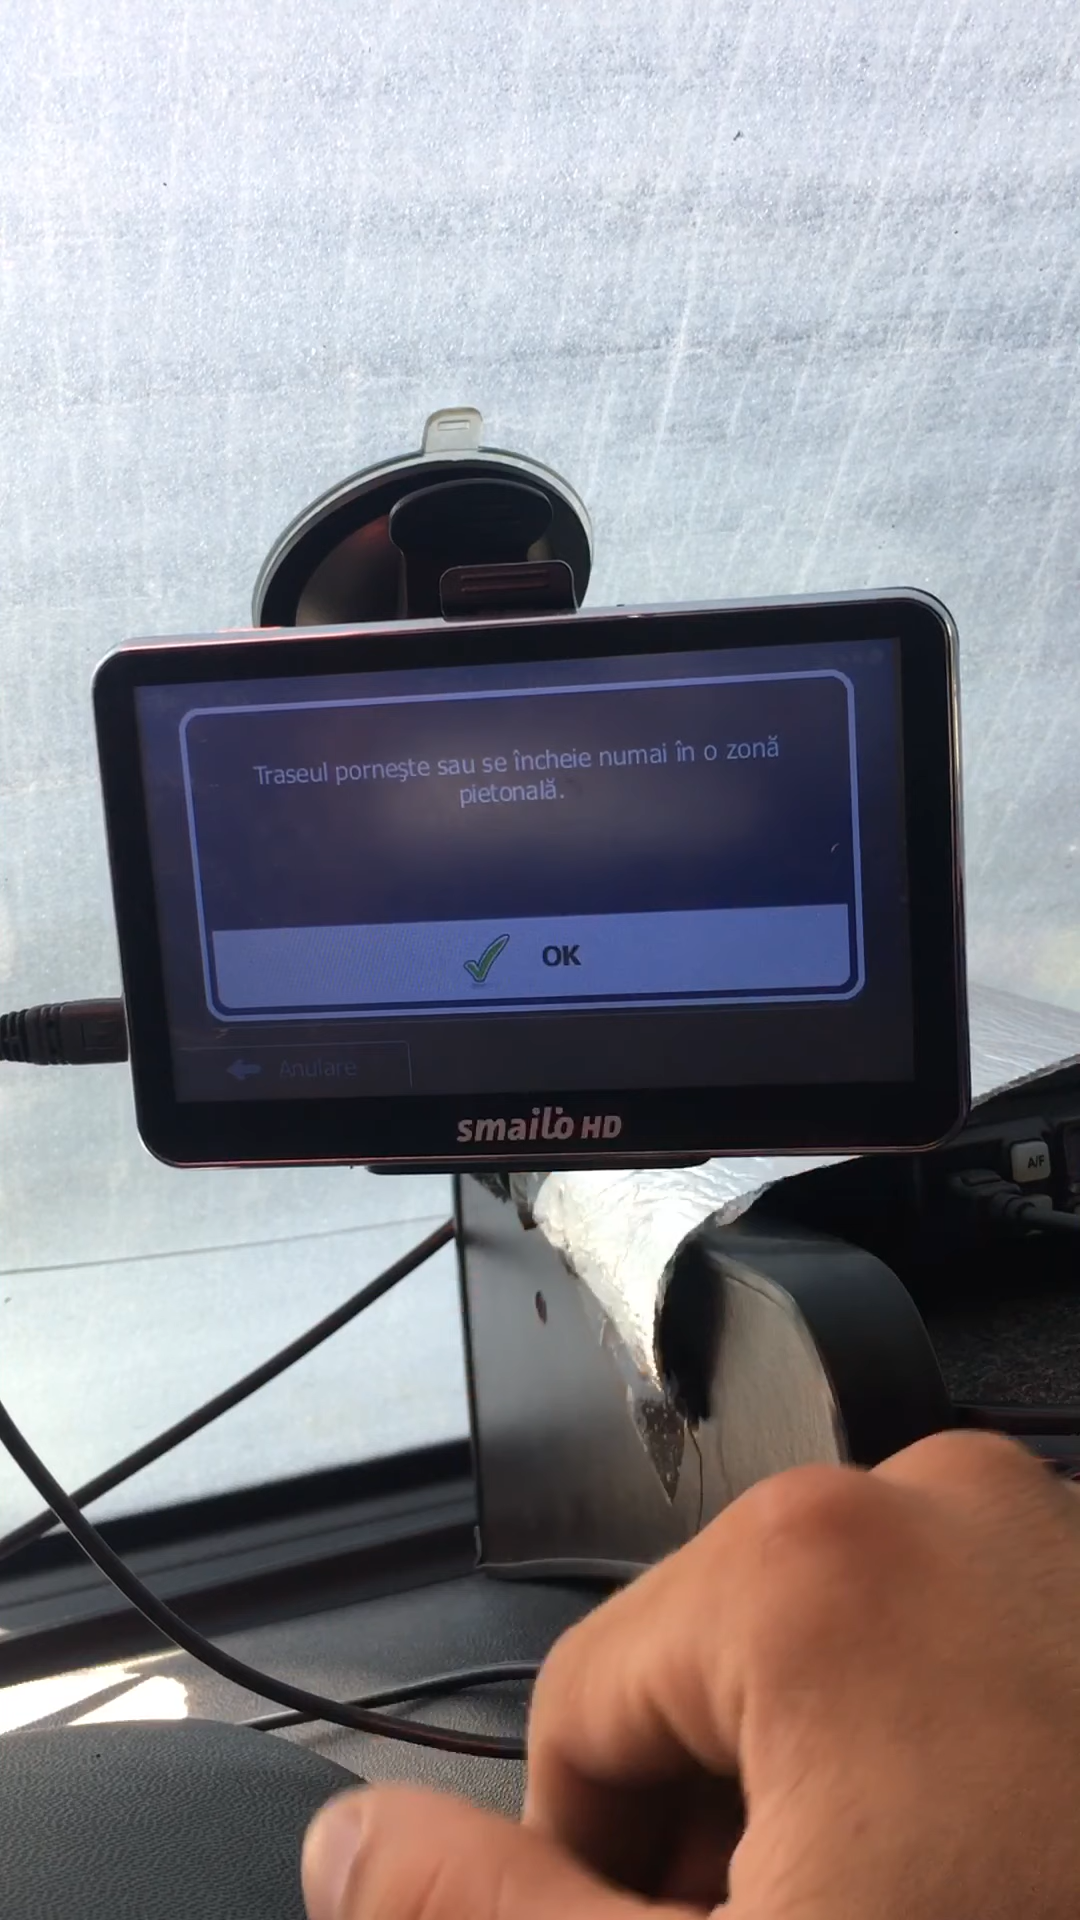 Traseul porneşte sau se încheie numai în o zonă
pietonală.
OK
Anulare
smailo HD
A/F